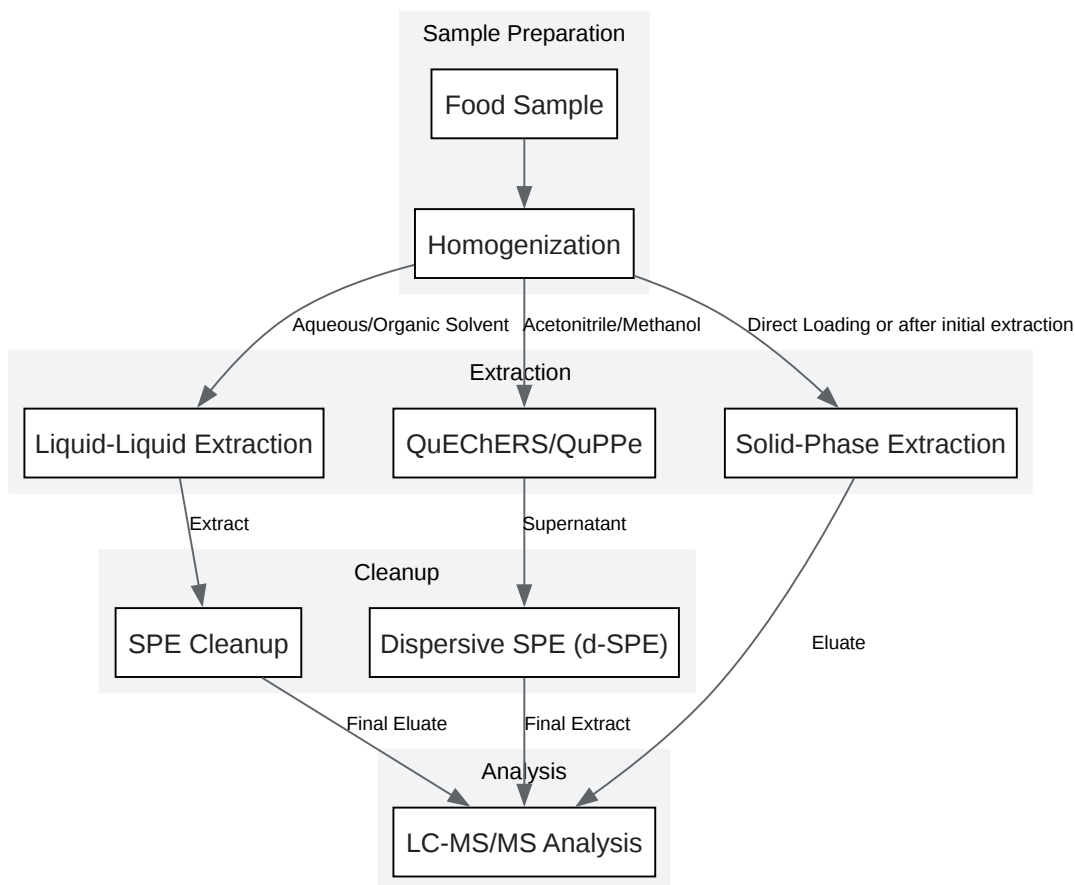 Sample Preparation
Food Sample
Homogenization
Aqueous/Organic Solvent
Acetonitrile/Methanol
Direct Loading or after initial extraction
Extraction
Liquid-Liquid Extraction
QuEChERS/QuPPe
Solid-Phase Extraction
Extract
Supernatant
Cleanup
SPE Cleanup
Dispersive SPE (d-SPE)
Eluate
Final Eluate
Final Extract
Analysis
LC-MS/MS Analysis